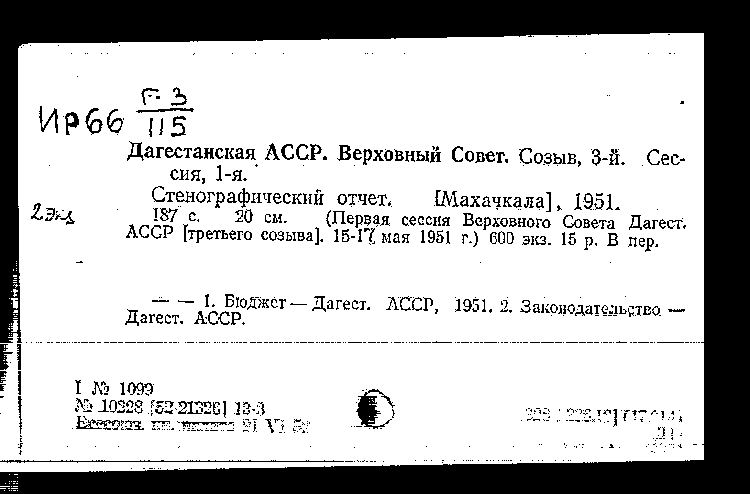 Г-3
ИР66 115
Дагестанская АССР. Верховный Совет. Созыв, 3-й. Сес-
сия, 1-я.
Стенографический отчет. [Махачкала], 1951.
2 экз
187 с. 20 см. (Первая сессия Верховного Совета Дагест.
АССР [третьего созыва]. 15-17 мая 1951 г.) 600 экз. 15 р. В пер.
— — 1. Бюджет — Дагест. АССР, 1951. 2. Законодательство —
Дагест. АССР.
I № 1099
№ 10228 [52-21326] 13-3